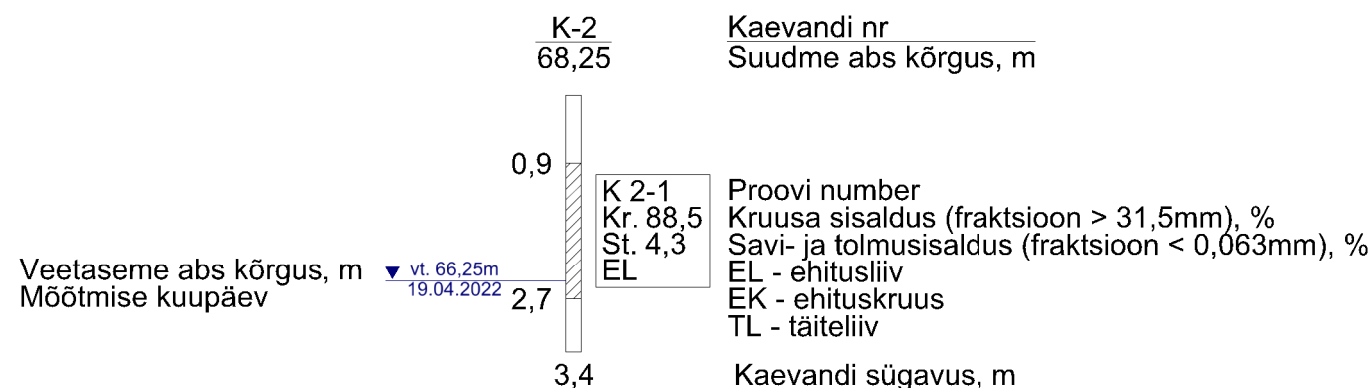 K-2 Kaevandi nr
68,25 Suudme abs kõrgus, m
0,9
K 2-1 Proovi number
Kr. 88,5 Kruusa sisaldus (fraktsioon > 31,5mm), %
St. 4,3 Savi- ja tolmusisaldus (fraktsioon < 0,063mm), %
EL EL - ehitusliiv
EK - ehituskruus
TL - täiteliiv
Veetaseme abs kõrgus, m vt. 66,25m
Mõõtmise kuupäev 19.04.2022
2,7
3,4 Kaevandi sügavus, m